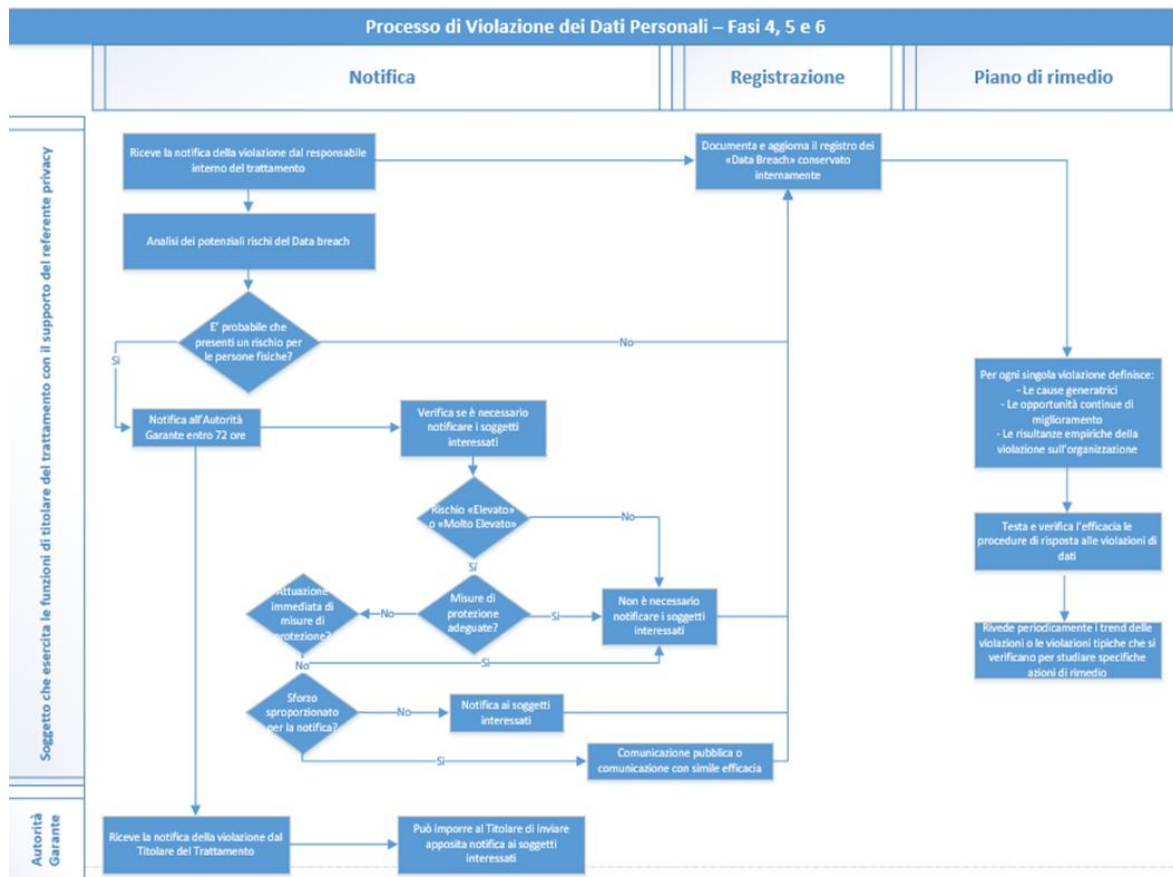 Processo di Violazione dei Dati Personali – Fasi 4, 5 e 6
Notifica
Registrazione
Piano di rimedio
Soggetto che esercita le funzioni di titolare del trattamento con il supporto del referente privacy
Riceve la notifica della violazione dal responsabile
interno del trattamento
Documenta e aggiorna il registro dei
«Data Breach» conservato
internamente
Analisi dei potenziali rischi del Data breach
E' probabile che
presenti un rischio per
le persone fisiche?
No
Sì
Per ogni singola violazione definisce:
- Le cause generatrici
- Le opportunità continue di
miglioramento
- Le risultanze empiriche della
violazione sull'organizzazione
Notifica all'Autorità
Garante entro 72 ore
Verifica se è necessario
notificare i soggetti
interessati
Rischio «Elevato»
o «Molto Elevato»
No
Sì
Testa e verifica l'efficacia le
procedure di risposta alle violazioni di
dati
Attuazione
immediata di
misure di
protezione?
No
Misure di
protezione
adeguate?
Sì
Non è necessario
notificare i soggetti
interessati
No
Sì
Rivede periodicamente i trend delle
violazioni o le violazioni tipiche che si
verificano per studiare specifiche
azioni di rimedio
Sforzo
sproporzionato
per la notifica?
No
Notifica ai soggetti
interessati
Sì
Comunicazione pubblica o
comunicazione con simile efficacia
Autorità
Garante
Riceve la notifica della violazione dal
Titolare del Trattamento
Può imporre al Titolare di inviare
apposita notifica ai soggetti
interessati